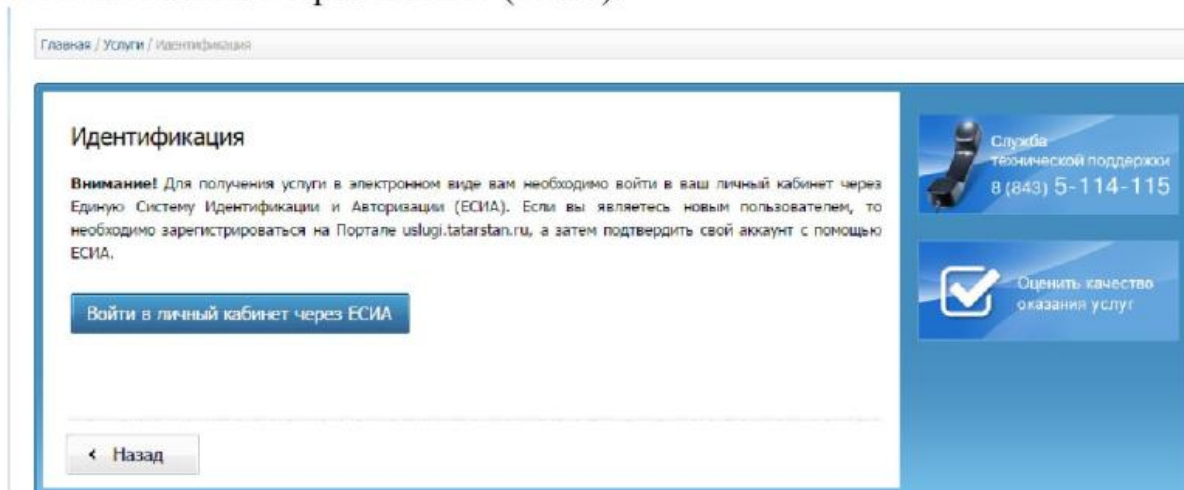 Главная / Услуги / Идентификация
Идентификация
Внимание! Для получения услуги в электронном виде вам необходимо войти в ваш личный кабинет через
Единую Систему Идентификации и Авторизации (ЕСИА). Если вы являетесь новым пользователем, то
необходимо зарегистрироваться на Портале uslugi.tatarstan.ru, а затем подтвердить свой аккаунт с помощью
ЕСИА.
Войти в личный кабинет через ЕСИА
‹ Назад
Служба
технической поддержки
8 (843) 5-114-115
Оценить качество
оказания услуг